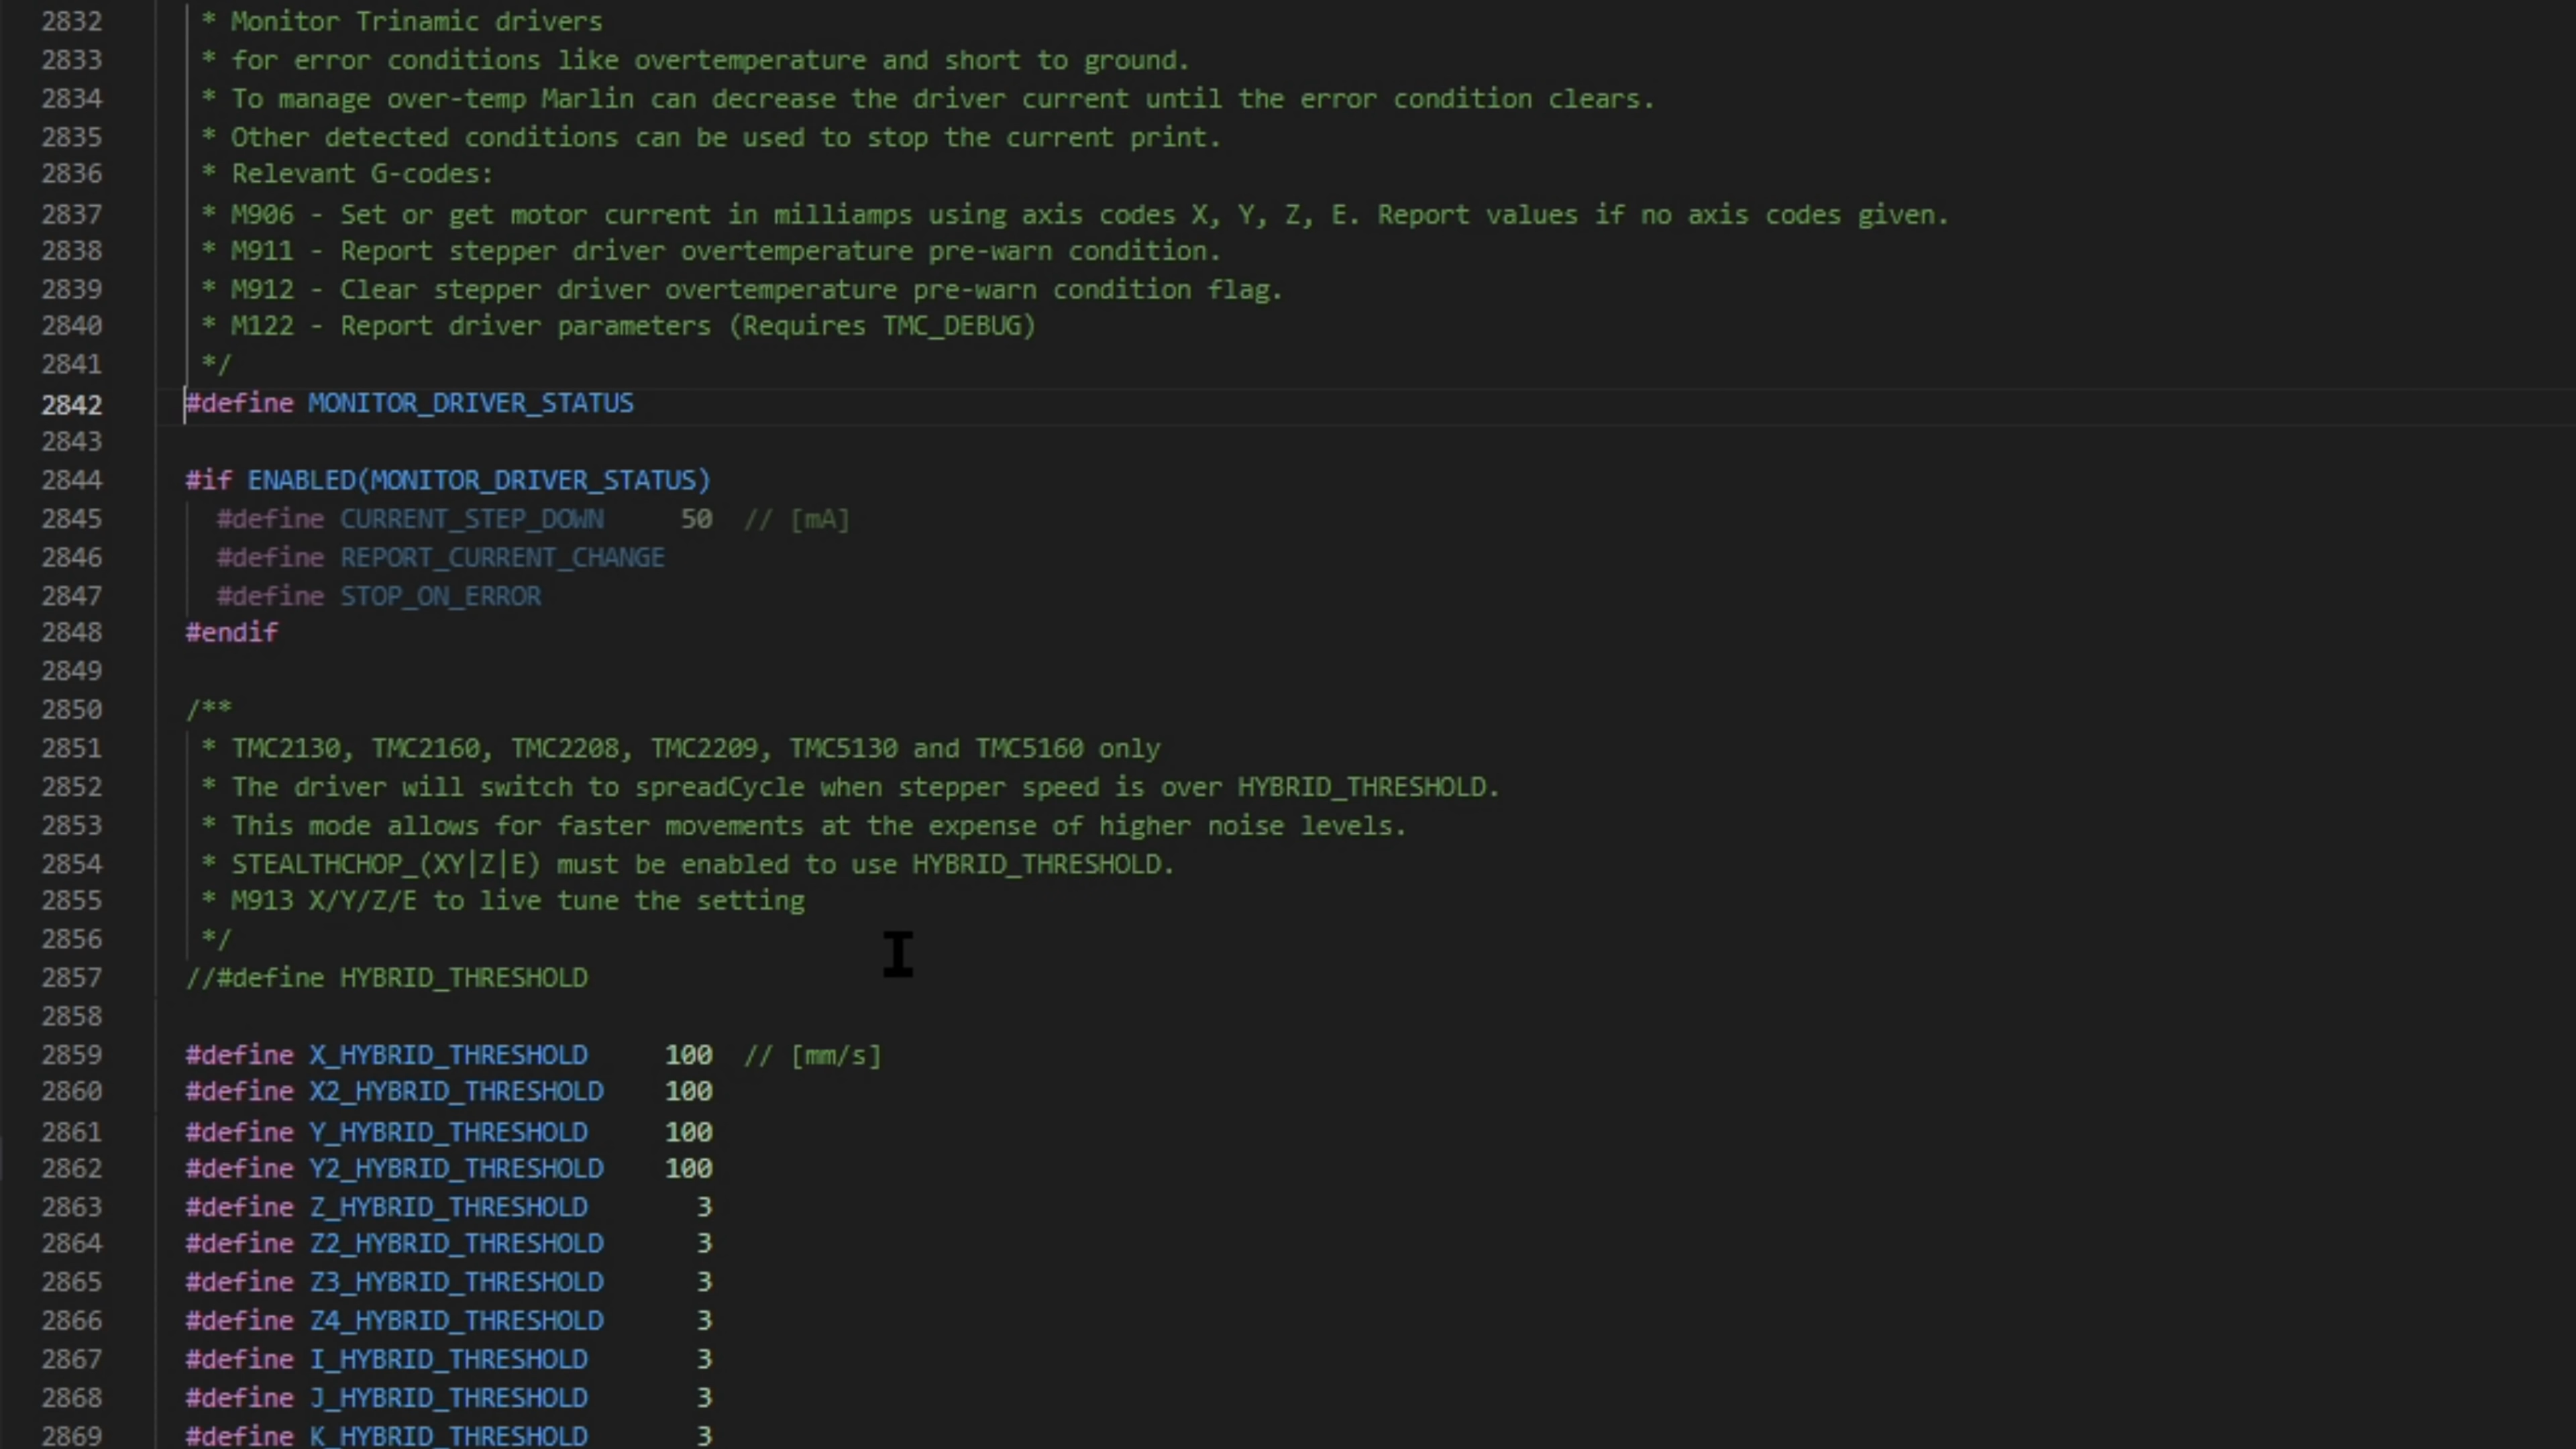 2832 * Monitor Trinamic drivers
2833 * for error conditions like overtemperature and short to ground.
2834 * To manage over-temp Marlin can decrease the driver current until the error condition clears.
2835 * Other detected conditions can be used to stop the current print.
2836 * Relevant G-codes:
2837 * M906 - Set or get motor current in milliamps using axis codes X, Y, Z, E. Report values if no axis codes given.
2838 * M911 - Report stepper driver overtemperature pre-warn condition.
2839 * M912 - Clear stepper driver overtemperature pre-warn condition flag.
2840 * M122 - Report driver parameters (Requires TMC_DEBUG)
2841 */
2842 #define MONITOR_DRIVER_STATUS
2843
2844 #if ENABLED(MONITOR_DRIVER_STATUS)
2845 #define CURRENT_STEP_DOWN 50 // [mA]
2846 #define REPORT_CURRENT_CHANGE
2847 #define STOP_ON_ERROR
2848 #endif
2849
2850 /**
2851 * TMC2130, TMC2160, TMC2208, TMC2209, TMC5130 and TMC5160 only
2852 * The driver will switch to spreadCycle when stepper speed is over HYBRID_THRESHOLD.
2853 * This mode allows for faster movements at the expense of higher noise levels.
2854 * STEALTHCHOP_(XY|Z|E) must be enabled to use HYBRID_THRESHOLD.
2855 * M913 X/Y/Z/E to live tune the setting
2856 */
2857 //#define HYBRID_THRESHOLD
2858
2859 #define X_HYBRID_THRESHOLD 100 // [mm/s]
2860 #define X2_HYBRID_THRESHOLD 100
2861 #define Y_HYBRID_THRESHOLD 100
2862 #define Y2_HYBRID_THRESHOLD 100
2863 #define Z_HYBRID_THRESHOLD 3
2864 #define Z2_HYBRID_THRESHOLD 3
2865 #define Z3_HYBRID_THRESHOLD 3
2866 #define Z4_HYBRID_THRESHOLD 3
2867 #define I_HYBRID_THRESHOLD 3
2868 #define J_HYBRID_THRESHOLD 3
2869 #define K_HYBRID_THRESHOLD 3